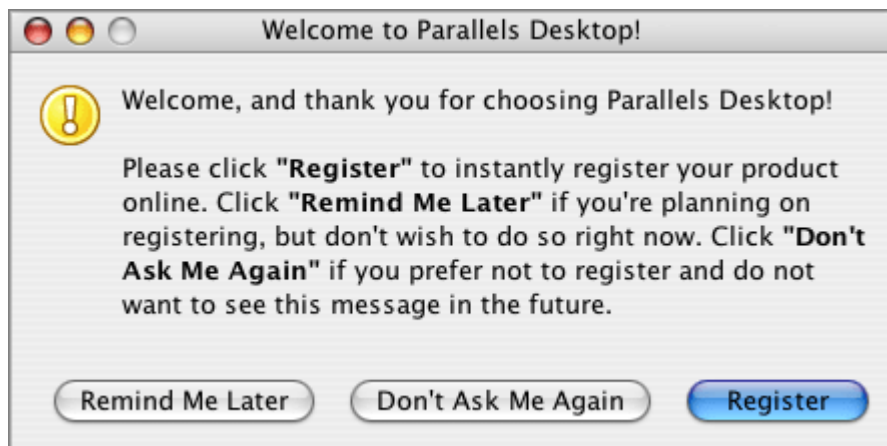 Welcome to Parallels Desktop!
Welcome, and thank you for choosing Parallels Desktop!
Please click "Register" to instantly register your product
online. Click "Remind Me Later" if you're planning on
registering, but don't wish to do so right now. Click "Don't
Ask Me Again" if you prefer not to register and do not
want to see this message in the future.
Remind Me Later
Don't Ask Me Again
Register